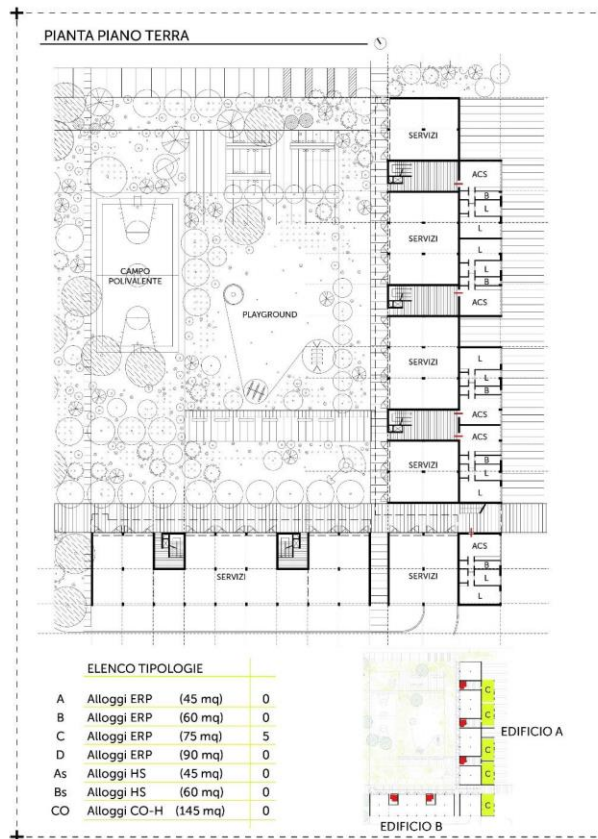 PIANTA PIANO TERRA
SERVIZI
ACS
B
L
L
SERVIZI
L
L
B
ACS
CAMPO
POLIVALENTE
PLAYGROUND
SERVIZI
L
L
B
ACS
ACS
SERVIZI
B
L
L
ACS
B
L
L
SERVIZI
SERVIZI
ELENCO TIPOLOGIE
A Alloggi ERP (45 mq) 0
B Alloggi ERP (60 mq) 0
C Alloggi ERP (75 mq) 5
D Alloggi ERP (90 mq) 0
As Alloggi HS (45 mq) 0
Bs Alloggi HS (60 mq) 0
CO Alloggi CO-H (145 mq) 0
C
C
C
C
C
EDIFICIO A
EDIFICIO B